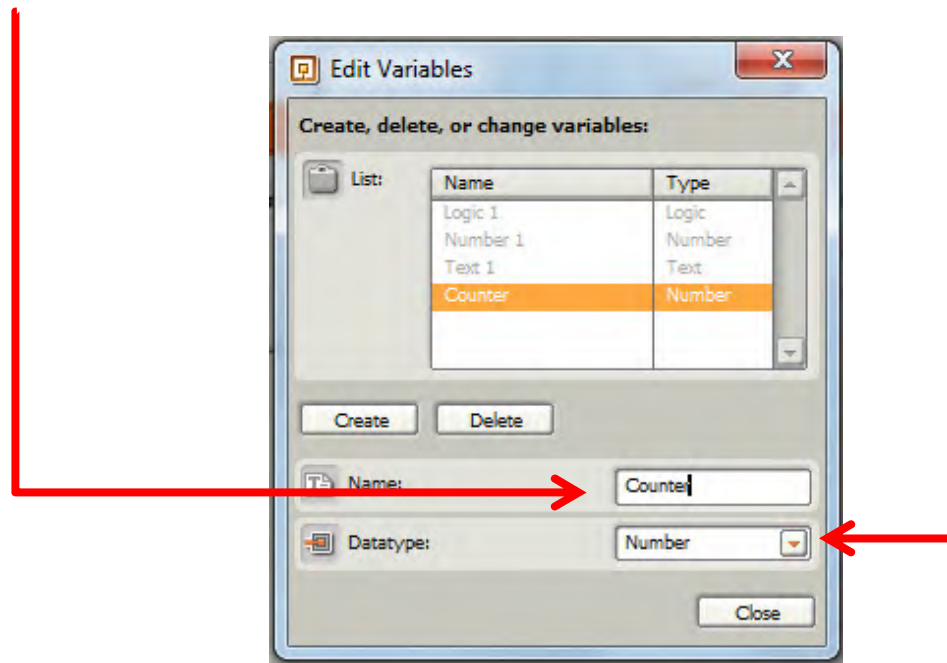 Edit Variables
Create, delete, or change variables:
List:
Name Type
Logic 1 Logic
Number 1 Number
Text 1 Text
Counter Number
Create Delete
Name: Counter
Datatype: Number
Close